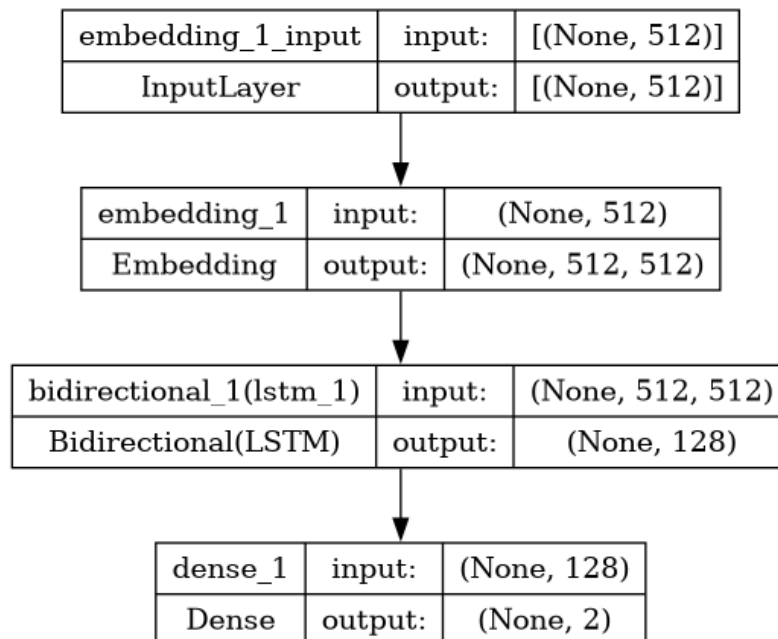 embedding_1_input input: [(None, 512)]
InputLayer output: [(None, 512)]
embedding_1 input: (None, 512)
Embedding output: (None, 512, 512)
bidirectional_1(lstm_1) input: (None, 512, 512)
Bidirectional(LSTM) output: (None, 128)
dense_1 input: (None, 128)
Dense output: (None, 2)